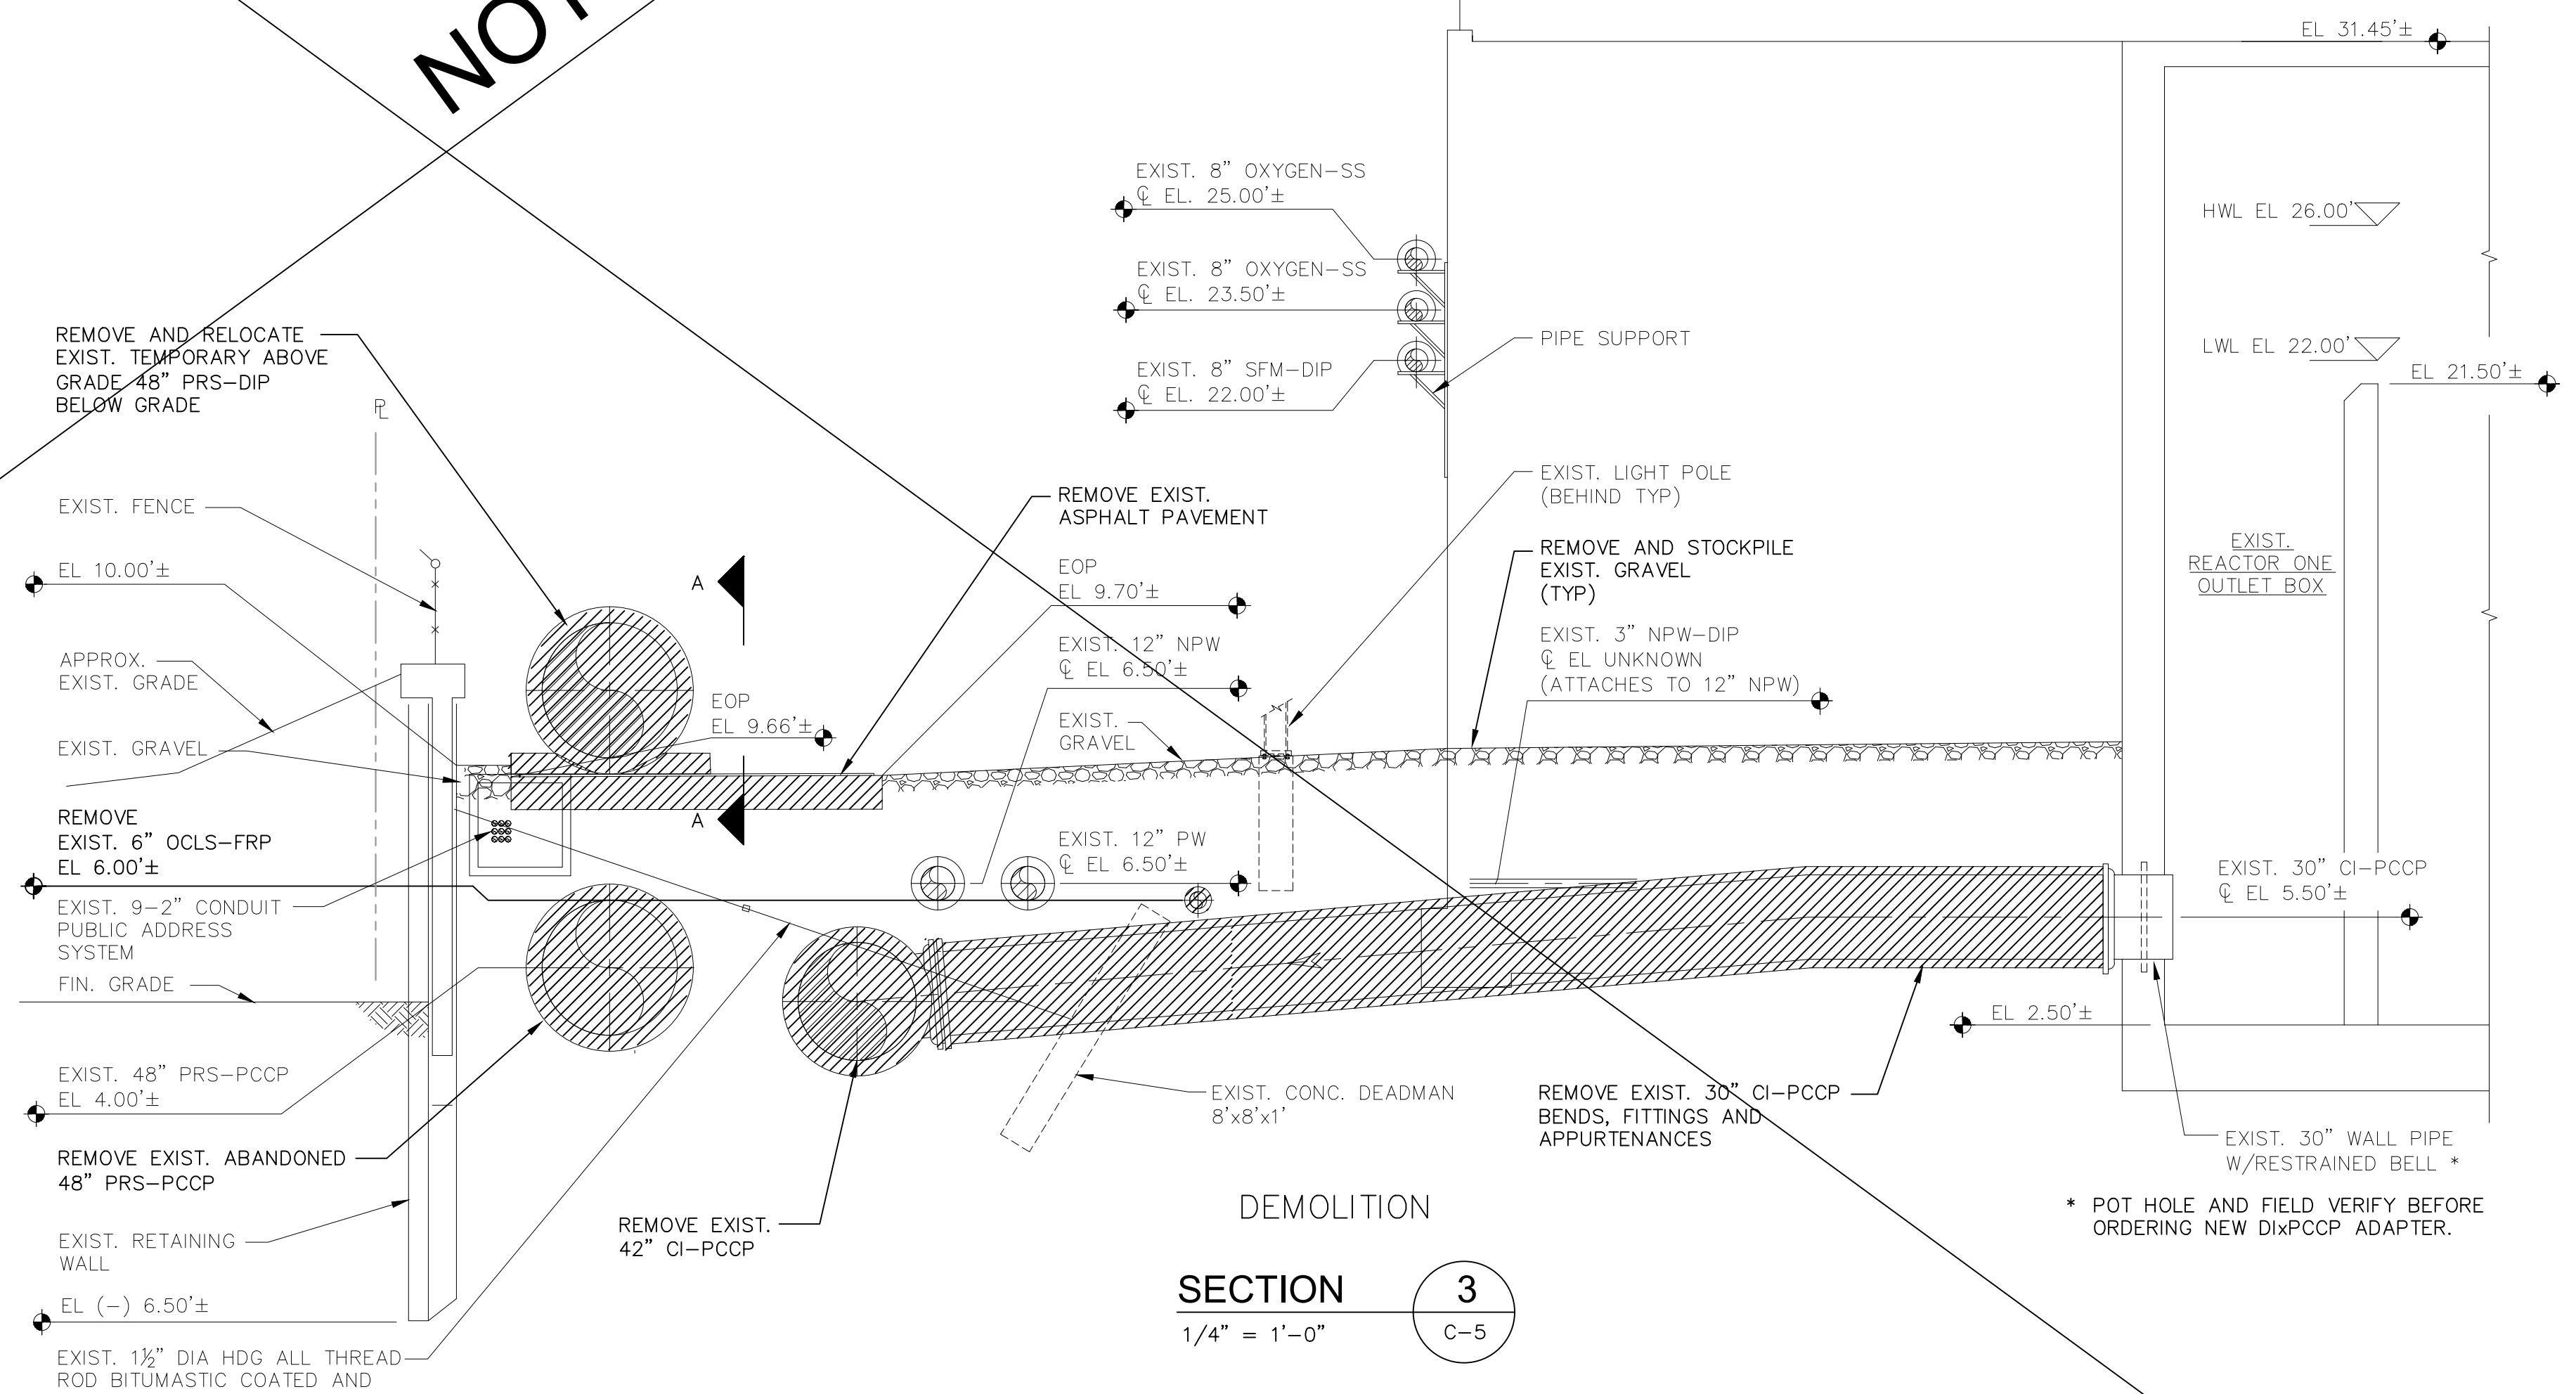 NOT
EL 31.45'±
EXIST. 8" OXYGEN-SS
℄ EL. 25.00'±
HWL EL 26.00'
EXIST. 8" OXYGEN-SS
℄ EL. 23.50'±
REMOVE AND RELOCATE
EXIST. TEMPORARY ABOVE
GRADE 48" PRS-DIP
BELOW GRADE
PIPE SUPPORT
LWL EL 22.00'
EL 21.50'±
EXIST. 8" SFM-DIP
℄ EL. 22.00'±
PL
EXIST. LIGHT POLE
(BEHIND TYP)
EXIST. FENCE
REMOVE EXIST.
ASPHALT PAVEMENT
REMOVE AND STOCKPILE
EXIST. GRAVEL
(TYP)
EXIST.
REACTOR ONE
OUTLET BOX
EL 10.00'±
A
EOP
EL 9.70'±
EXIST. 12" NPW
℄ EL 6.50'±
EXIST. 3" NPW-DIP
℄ EL UNKNOWN
(ATTACHES TO 12" NPW)
APPROX.
EXIST. GRADE
EOP
EL 9.66'±
EXIST.
GRAVEL
EXIST. GRAVEL
REMOVE
EXIST. 6" OCLS-FRP
EL 6.00'±
A
EXIST. 12" PW
℄ EL 6.50'±
EXIST. 30" CI-PCCP
℄ EL 5.50'±
EXIST. 9-2" CONDUIT
PUBLIC ADDRESS
SYSTEM
FIN. GRADE
EL 2.50'±
EXIST. 48" PRS-PCCP
EL 4.00'±
EXIST. CONC. DEADMAN
8'x8'x1'
REMOVE EXIST. 30" CI-PCCP
BENDS, FITTINGS AND
APPURTENANCES
EXIST. 30" WALL PIPE
W/RESTRAINED BELL *
REMOVE EXIST. ABANDONED
48" PRS-PCCP
* POT HOLE AND FIELD VERIFY BEFORE
ORDERING NEW DIxPCCP ADAPTER.
REMOVE EXIST.
42" CI-PCCP
EXIST. RETAINING
WALL
DEMOLITION
SECTION
3
1/4" = 1'-0"
C-5
EL (-) 6.50'±
EXIST. 1½" DIA HDG ALL THREAD
ROD BITUMASTIC COATED AND